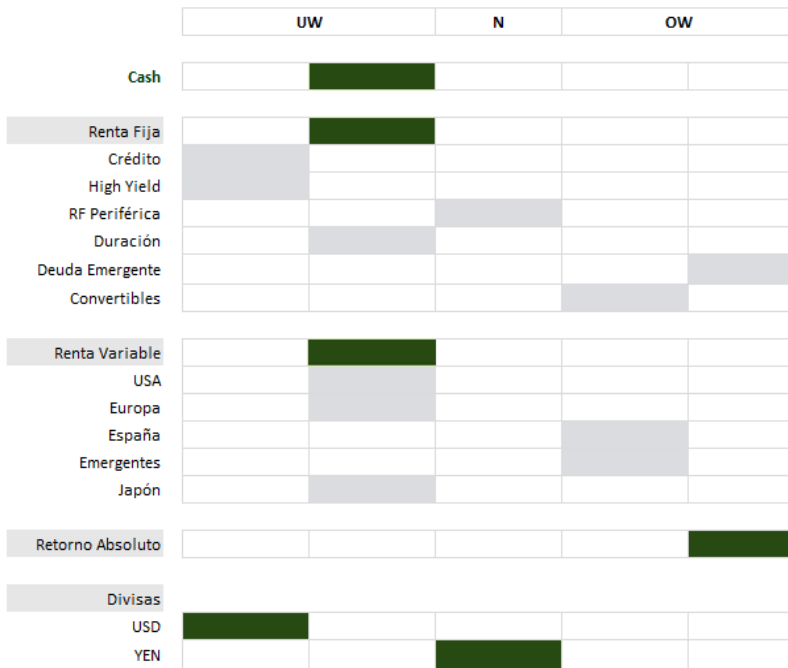 UW N OW
Cash
Renta Fija
Crédito
High Yield
RF Periférica
Duración
Deuda Emergente
Convertibles
Renta Variable
USA
Europa
España
Emergentes
Japón
Retorno Absoluto
Divisas
USD
YEN